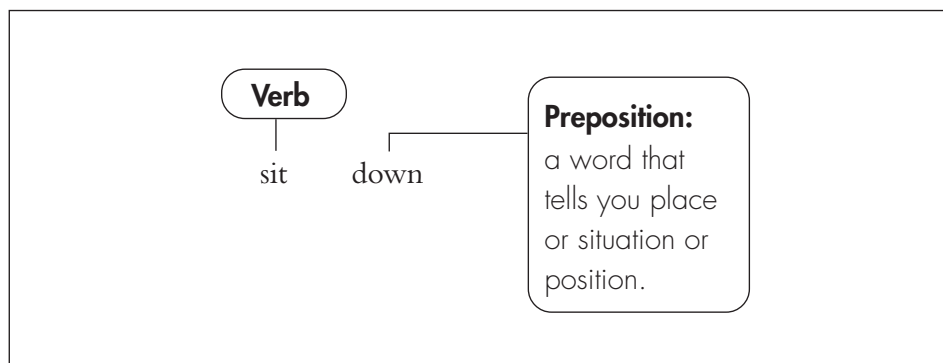 Verb
sit down
Preposition:
a word that
tells you place
or situation or
position.